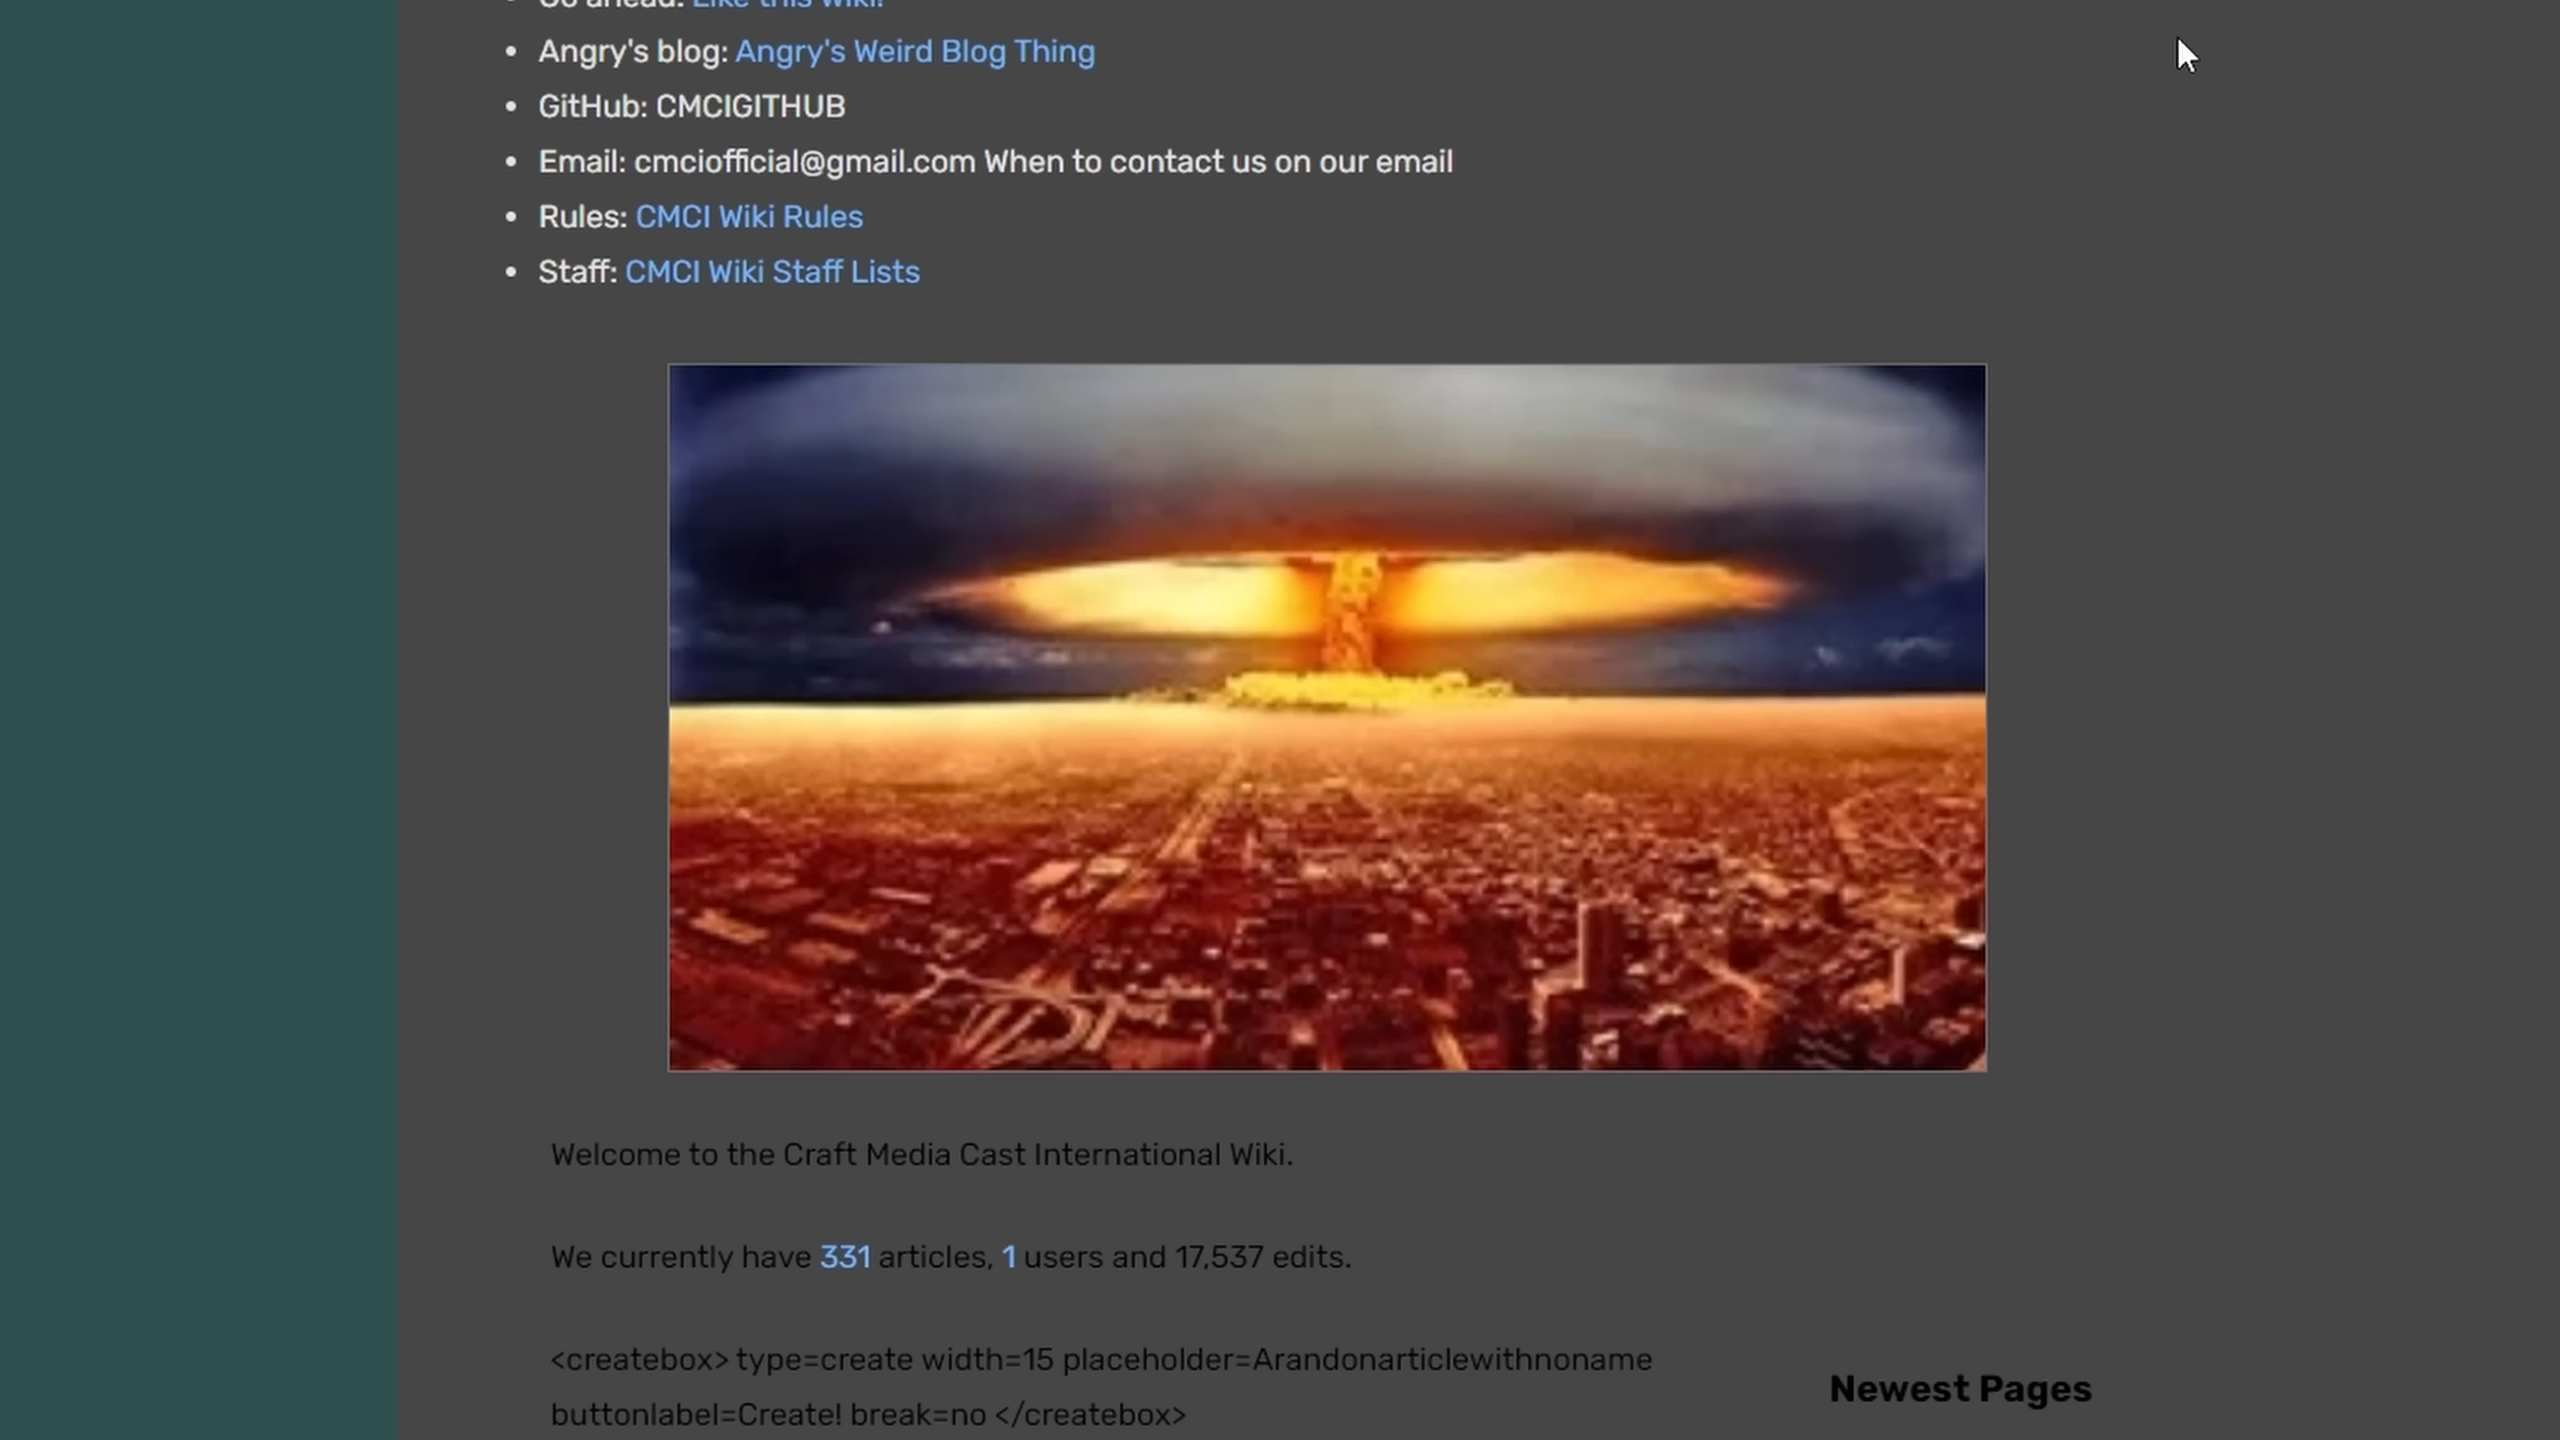 Go ahead: Like this wiki!
Angry's blog: Angry's Weird Blog Thing
GitHub: CMCIGITHUB
Email: cmciofficial@gmail.com When to contact us on our email
Rules: CMCI Wiki Rules
Staff: CMCI Wiki Staff Lists
Welcome to the Craft Media Cast International Wiki.
We currently have 331 articles, 1 users and 17,537 edits.
<createbox> type=create width=15 placeholder=Arandonarticlewithnoname
buttonlabel=Create! break=no </createbox>
Newest Pages